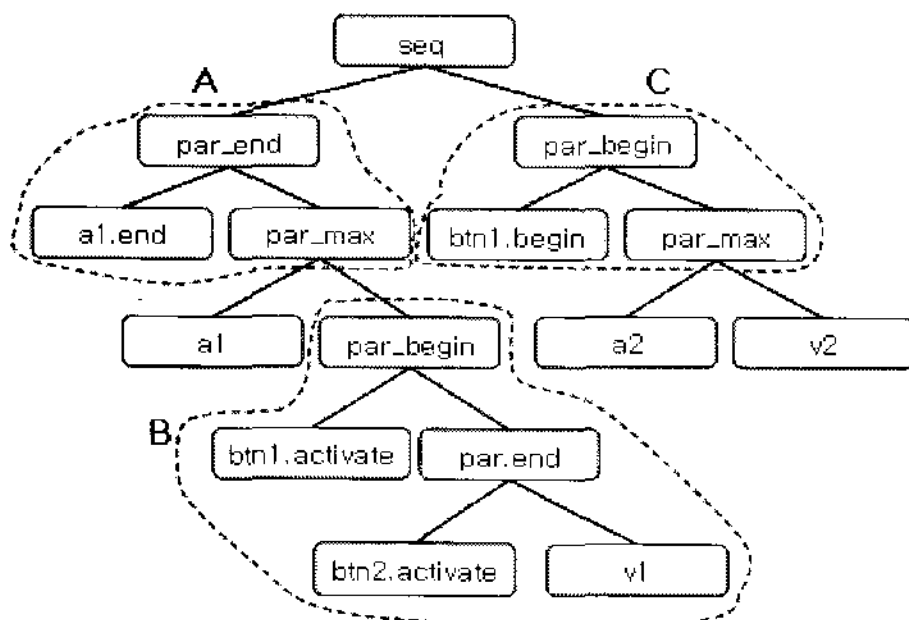 seq
A
C
par_end
par_begin
a1.end
par_max
btn1.begin
par_max
a1
par_begin
a2
v2
B
btn1.activate
par.end
btn2.activate
v1